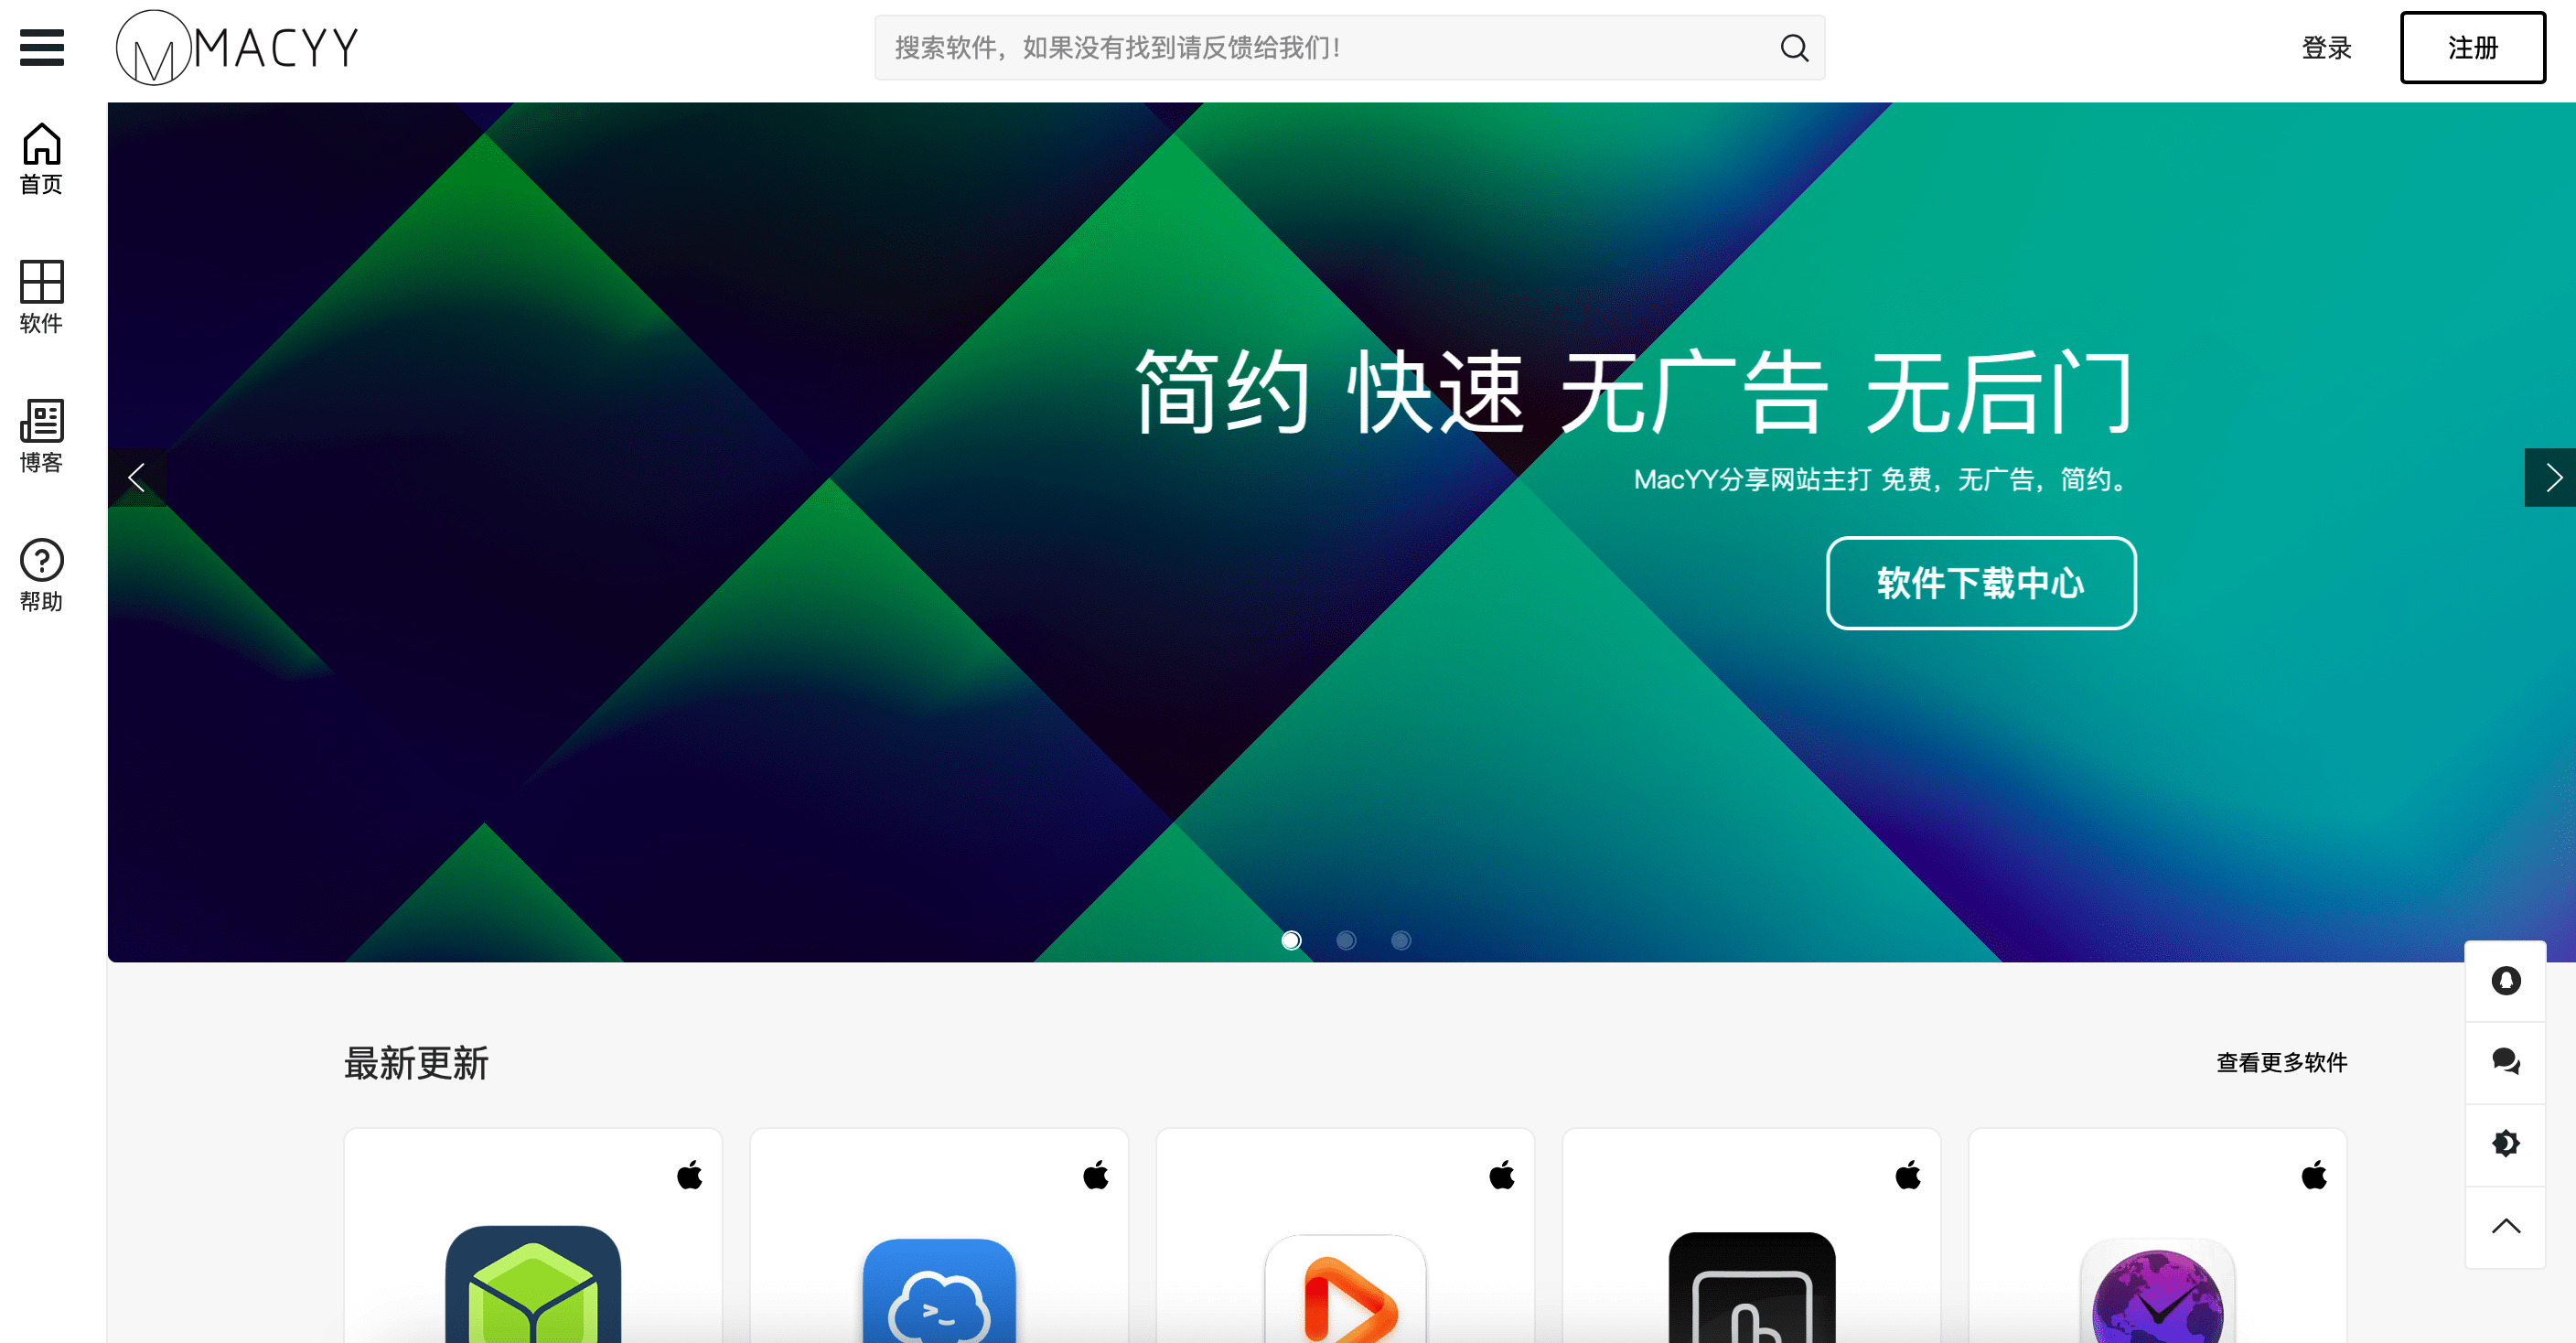 MACYY
搜索软件，如果没有找到请反馈给我们！
登录
注册
首页
软件
博客
帮助
简约 快速 无广告 无后门
MacYY分享网站主打 免费，无广告，简约。
软件下载中心
最新更新
查看更多软件